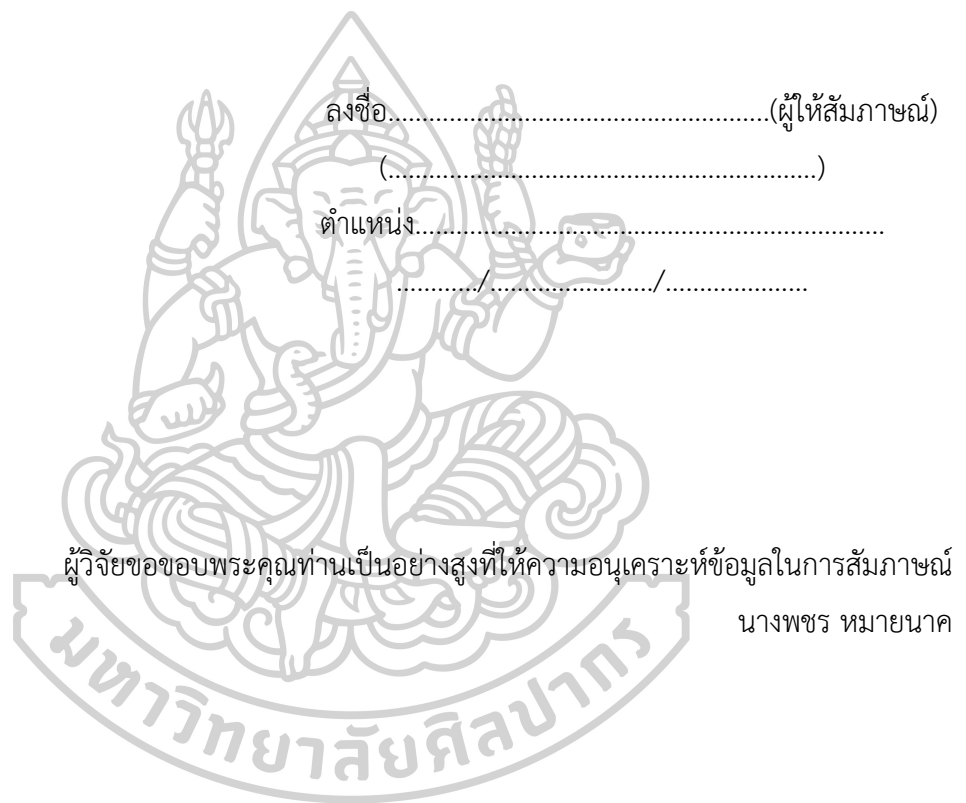 ลงชื่อ......................................................(ผู้ให้สัมภาษณ์)
(.............................................................)
ตำแหน่ง...................................................................
............/......................./....................
ผู้วิจัยขอขอบพระคุณท่านเป็นอย่างสูงที่ให้ความอนุเคราะห์ข้อมูลในการสัมภาษณ์
นางพชร หมายนาค
มหาวิทยาลัยศิลปากร